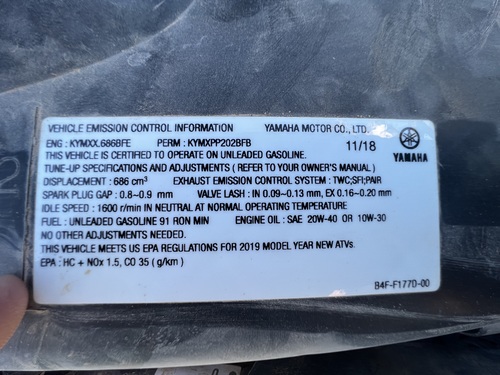 VEHICLE EMISSION CONTROL INFORMATION YAMAHA MOTOR CO., LTD.
ENG : KYMXX.686BFE PERM : KYMXPP202BFB 11/18
YAMAHA
THIS VEHICLE IS CERTIFIED TO OPERATE ON UNLEADED GASOLINE.
TUNE-UP SPECIFICATIONS AND ADJUSTMENTS ( REFER TO YOUR OWNER'S MANUAL)
DISPLACEMENT : 686 cm³ EXHAUST EMISSION CONTROL SYSTEM : TWC;SFI;PAIR
SPARK PLUG GAP : 0.8-0.9 mm VALVE LASH : IN 0.09-0.13 mm, EX 0.16-0.20 mm
IDLE SPEED : 1600 r/min IN NEUTRAL AT NORMAL OPERATING TEMPERATURE
FUEL : UNLEADED GASOLINE 91 RON MIN ENGINE OIL : SAE 20W-40 OR 10W-30
NO OTHER ADJUSTMENTS NEEDED.
THIS VEHICLE MEETS US EPA REGULATIONS FOR 2019 MODEL YEAR NEW ATVs.
EPA : HC + NOx 1.5, CO 35 ( g/km )
B4F-F177D-00